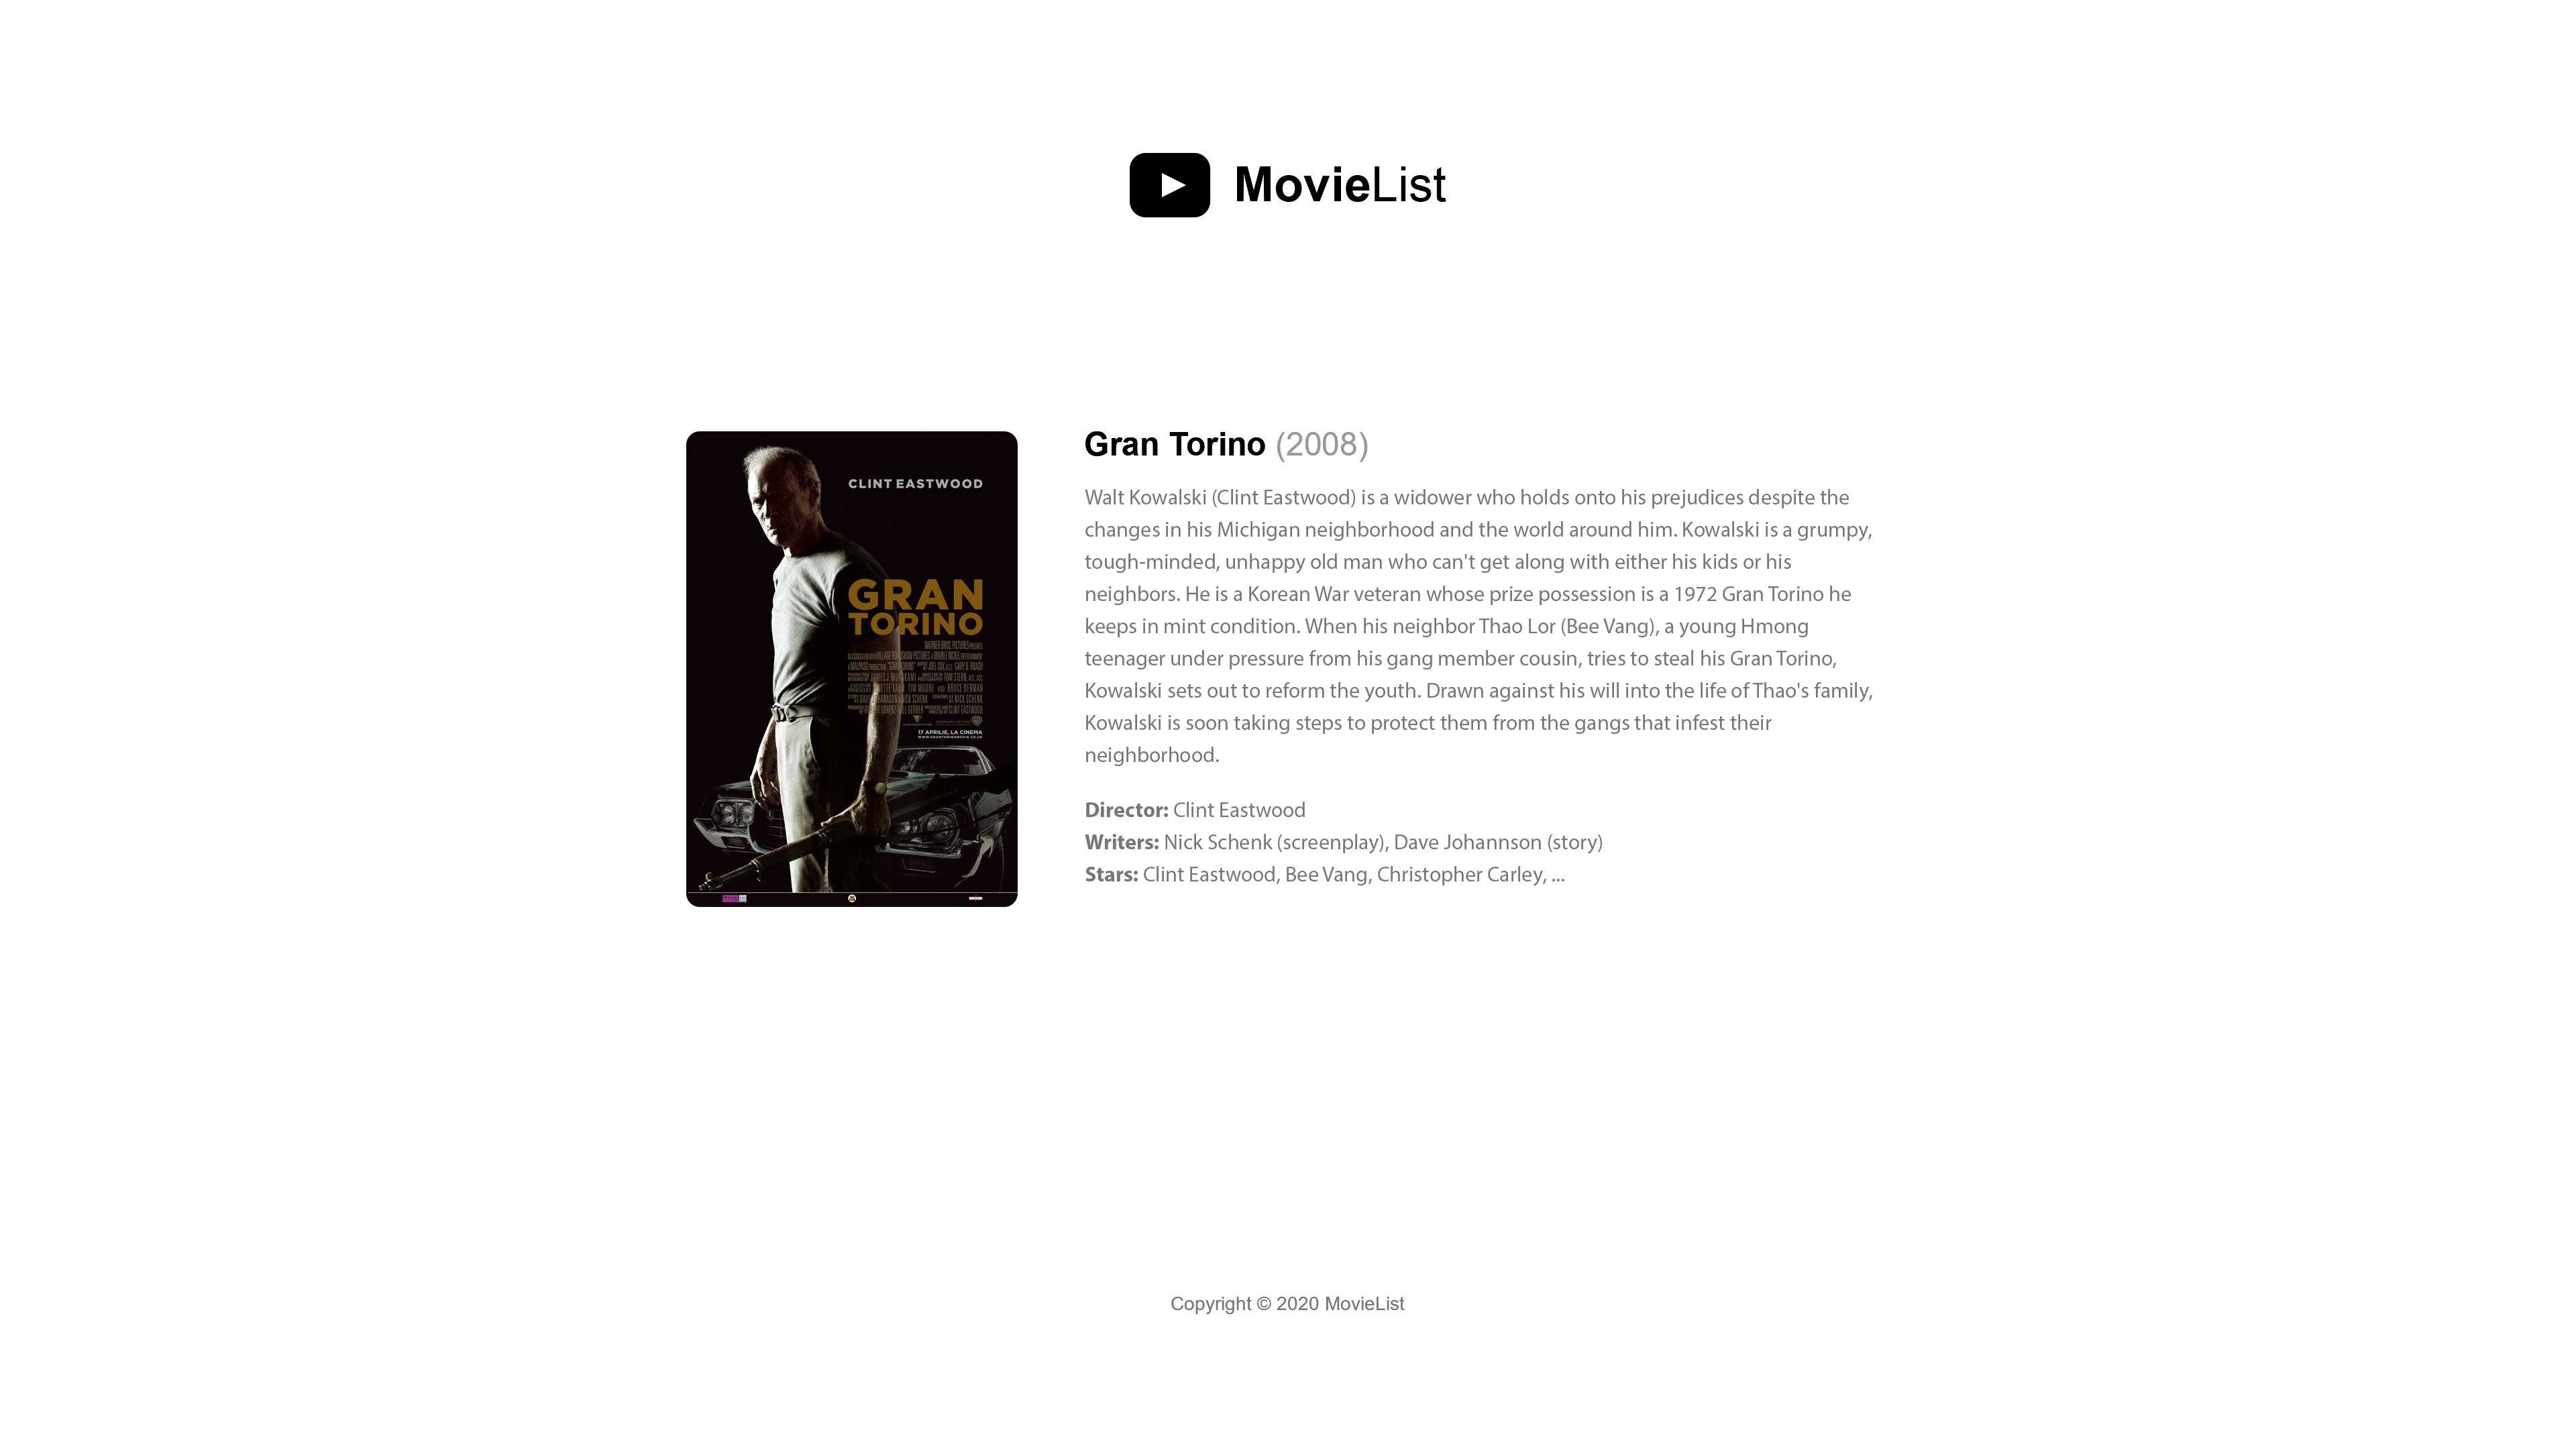 MovieList
CLINT EASTWOOD
GRAN
TORINO
17 APRILIE, LA CINEMA
Gran Torino (2008)
Walt Kowalski (Clint Eastwood) is a widower who holds onto his prejudices despite the
changes in his Michigan neighborhood and the world around him. Kowalski is a grumpy,
tough-minded, unhappy old man who can't get along with either his kids or his
neighbors. He is a Korean War veteran whose prize possession is a 1972 Gran Torino he
keeps in mint condition. When his neighbor Thao Lor (Bee Vang), a young Hmong
teenager under pressure from his gang member cousin, tries to steal his Gran Torino,
Kowalski sets out to reform the youth. Drawn against his will into the life of Thao's family,
Kowalski is soon taking steps to protect them from the gangs that infest their
neighborhood.
Director: Clint Eastwood
Writers: Nick Schenk (screenplay), Dave Johannson (story)
Stars: Clint Eastwood, Bee Vang, Christopher Carley, ...
Copyright © 2020 MovieList